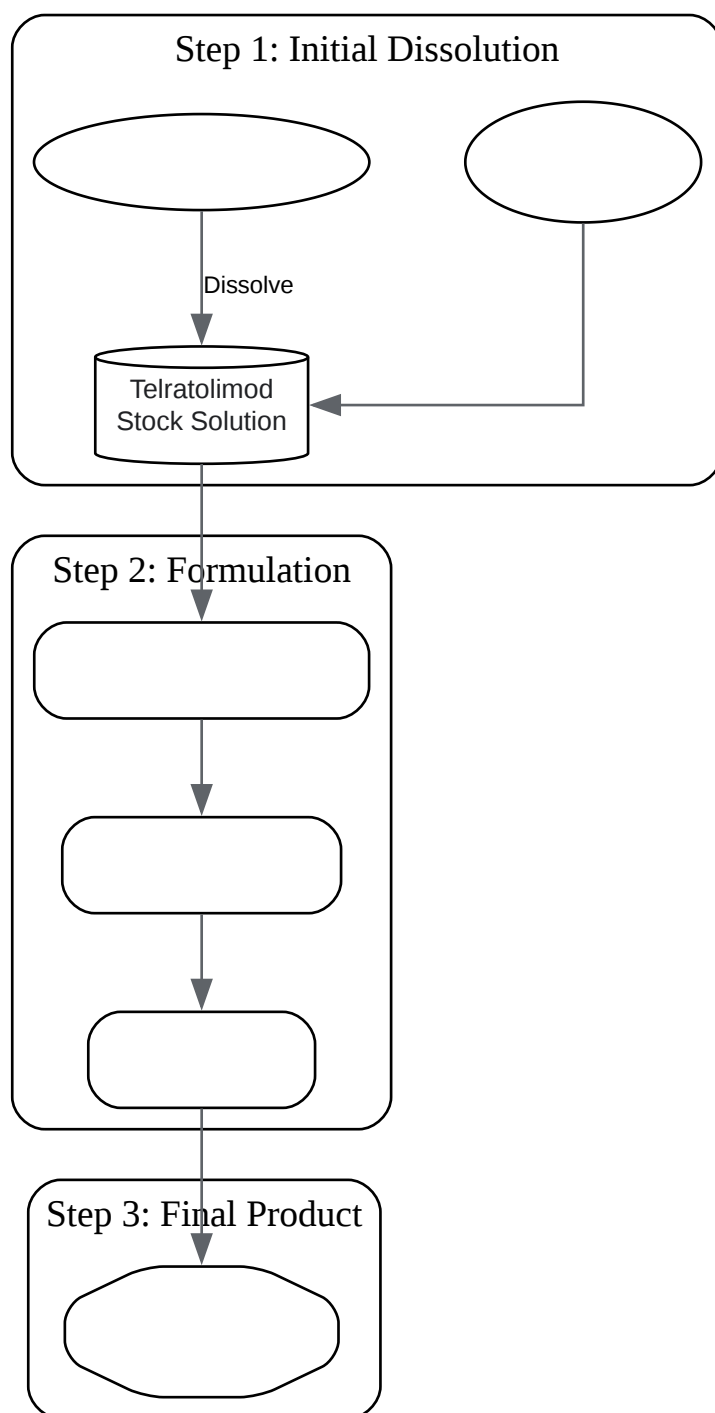 Step 1: Initial Dissolution
Dissolve
Telratolimod
Stock Solution
Step 2: Formulation
Step 3: Final Product